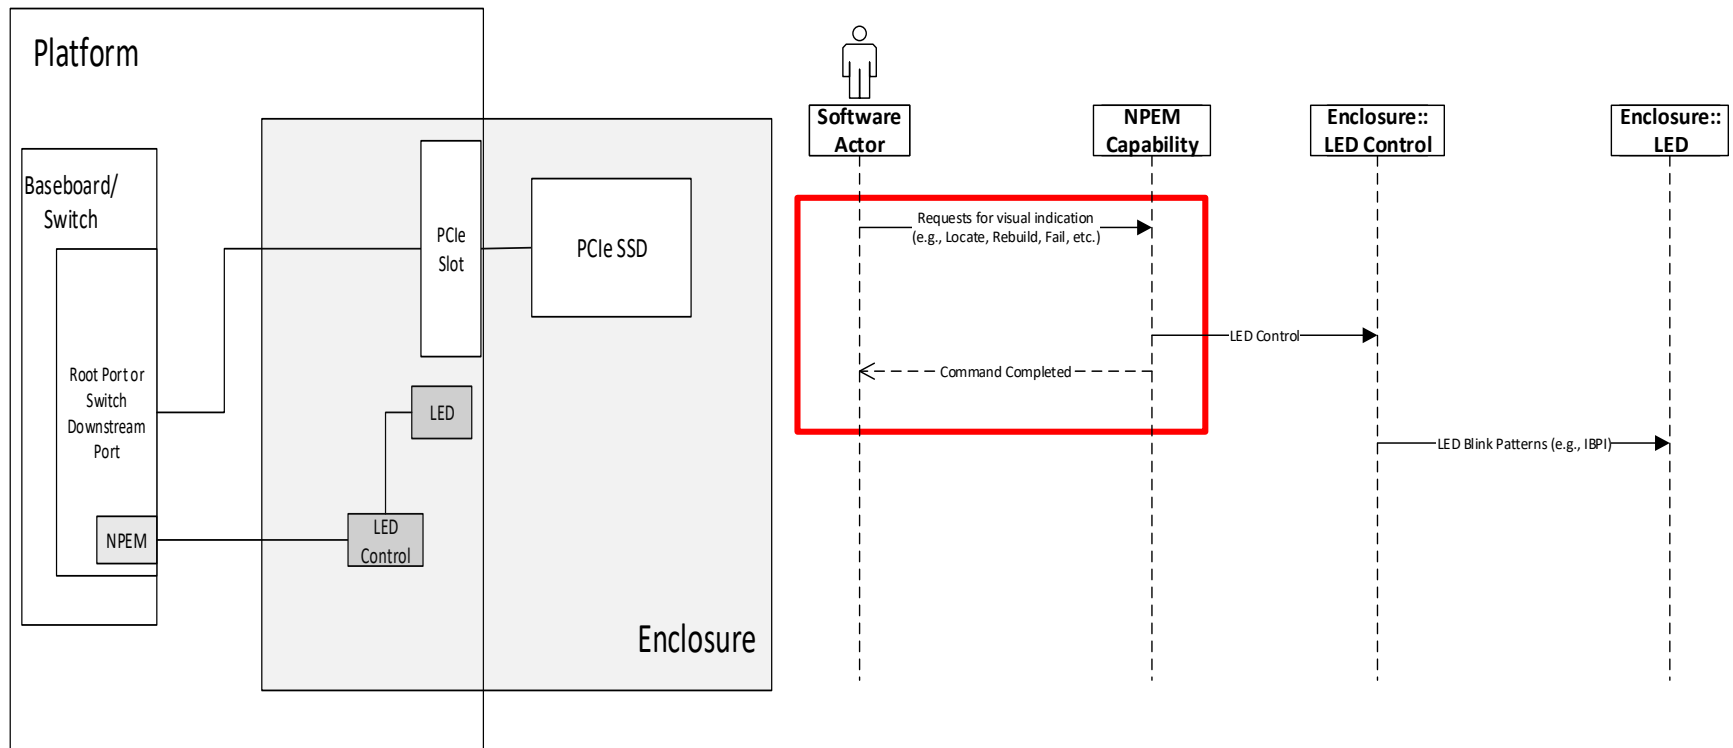 Platform
Baseboard/
Switch
PCIe
Slot
PCIe SSD
Root Port or
Switch
Downstream
Port
LED
NPEM
LED
Control
Enclosure
Software
Actor
NPEM
Capability
Enclosure::
LED Control
Enclosure::
LED
Requests for visual indication
(e.g., Locate, Rebuild, Fail, etc.)
LED Control
Command Completed
LED Blink Patterns (e.g., IBPI)